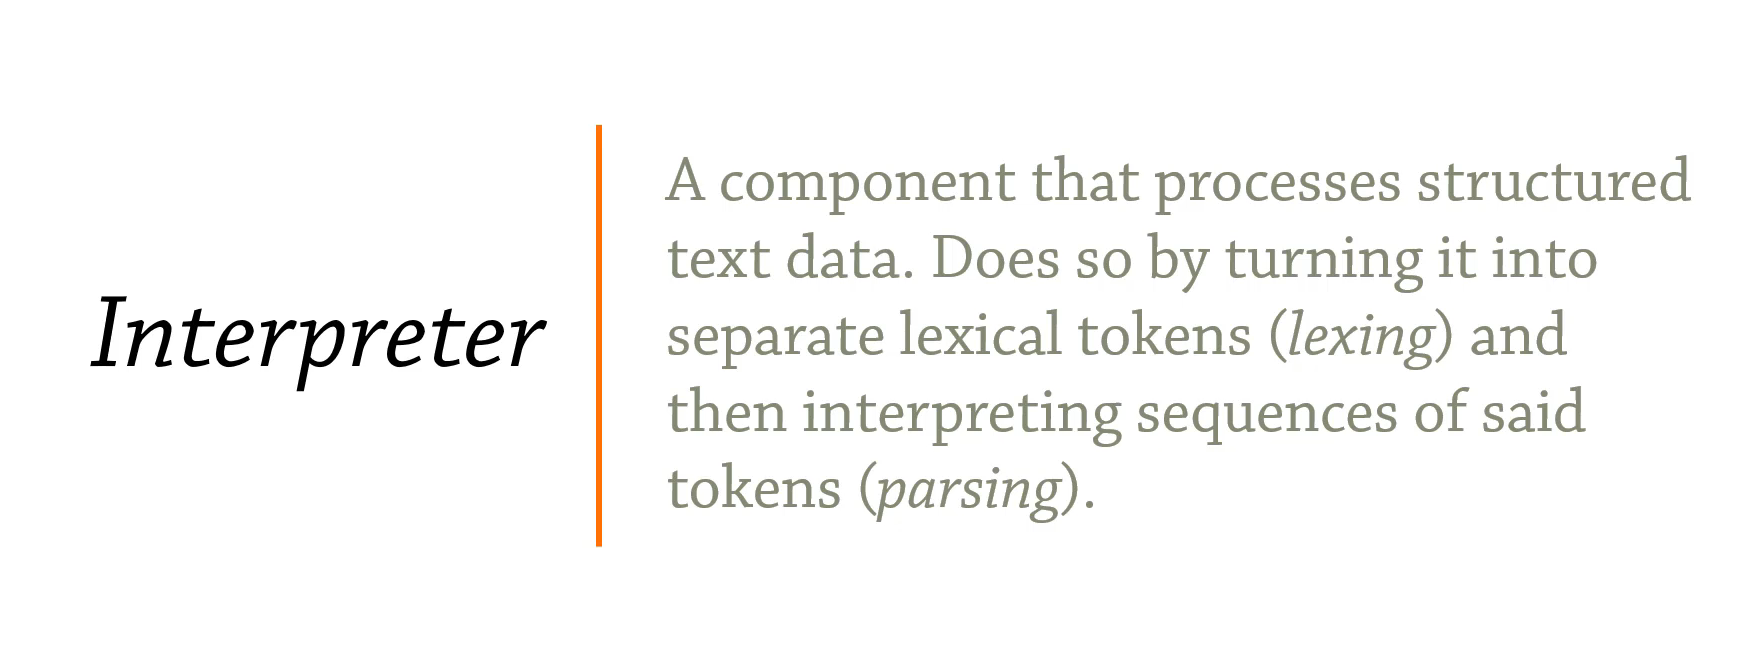 Interpreter
A component that processes structured
text data. Does so by turning it into
separate lexical tokens (lexing) and
then interpreting sequences of said
tokens (parsing).